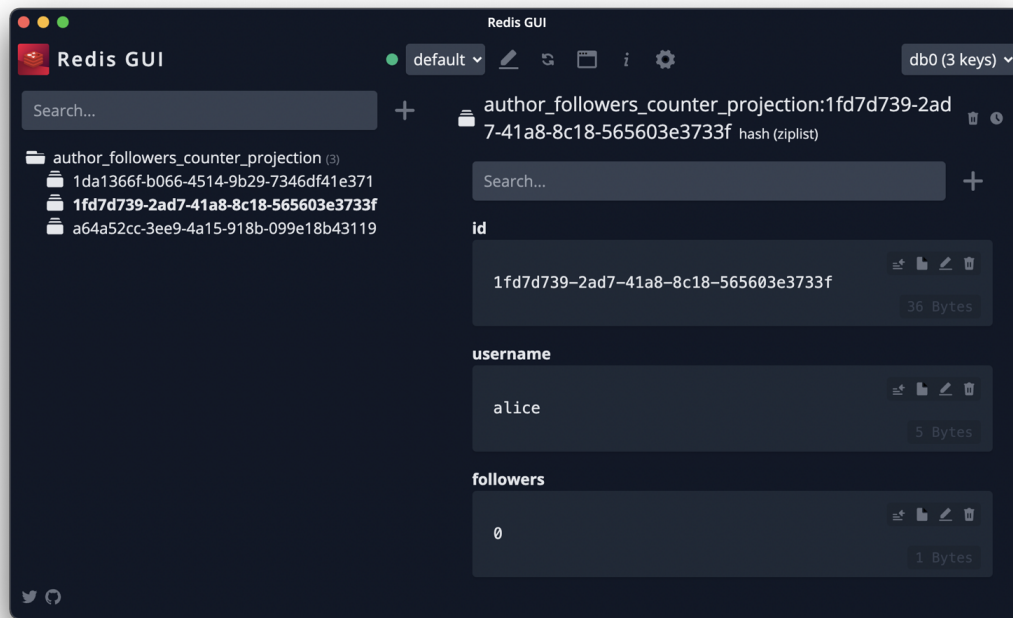 Redis GUI
Redis GUI
default
db0 (3 keys)
Search...
author_followers_counter_projection (3)
1da1366f-b066-4514-9b29-7346df41e371
1fd7d739-2ad7-41a8-8c18-565603e3733f
a64a52cc-3ee9-4a15-918b-099e18b43119
author_followers_counter_projection:1fd7d739-2ad
7-41a8-8c18-565603e3733f hash (ziplist)
Search...
id
1fd7d739-2ad7-41a8-8c18-565603e3733f
36 Bytes
username
alice
5 Bytes
followers
0
1 Bytes